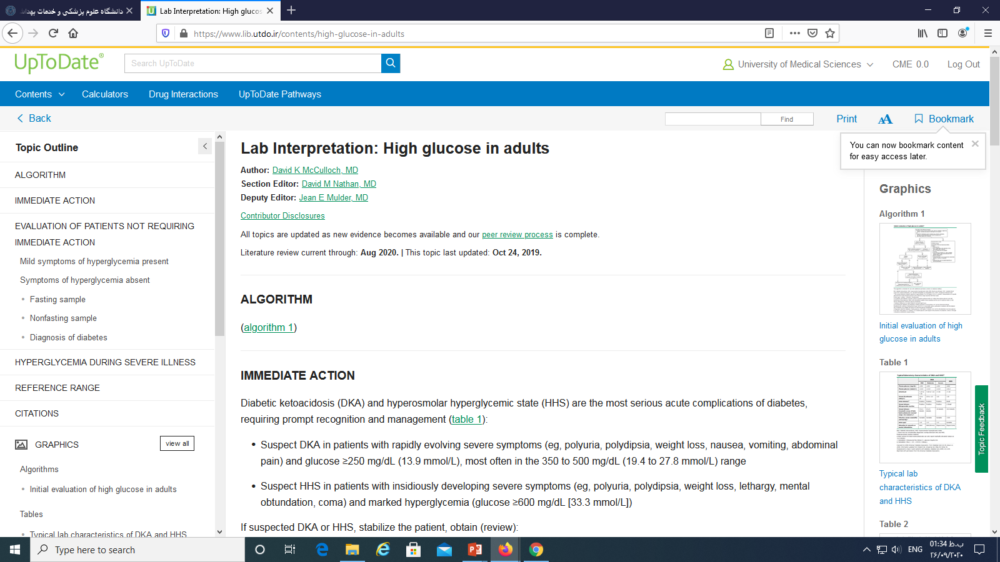 دانشگاه علوم پزشکی و خدمات بهداش
Lab Interpretation: High glucos
https://www.lib.utdo.ir/contents/high-glucose-in-adults
UpToDate®
Search UpToDate
University of Medical Sciences
CME 0.0
Log Out
Contents
Calculators
Drug Interactions
UpToDate Pathways
Back
Find
Print
AA
Bookmark
You can now bookmark content
for easy access later.
Topic Outline
ALGORITHM
IMMEDIATE ACTION
EVALUATION OF PATIENTS NOT REQUIRING
IMMEDIATE ACTION
Mild symptoms of hyperglycemia present
Symptoms of hyperglycemia absent
• Fasting sample
• Nonfasting sample
• Diagnosis of diabetes
HYPERGLYCEMIA DURING SEVERE ILLNESS
REFERENCE RANGE
CITATIONS
GRAPHICS
view all
Algorithms
• Initial evaluation of high glucose in adults
Tables
• Typical lab characteristics of DKA and HHS
Lab Interpretation: High glucose in adults
Author: David K McCulloch, MD
Section Editor: David M Nathan, MD
Deputy Editor: Jean E Mulder, MD
Contributor Disclosures
All topics are updated as new evidence becomes available and our peer review process is complete.
Literature review current through: Aug 2020. | This topic last updated: Oct 24, 2019.
ALGORITHM
(algorithm 1)
IMMEDIATE ACTION
Diabetic ketoacidosis (DKA) and hyperosmolar hyperglycemic state (HHS) are the most serious acute complications of diabetes,
requiring prompt recognition and management (table 1):
• Suspect DKA in patients with rapidly evolving severe symptoms (eg, polyuria, polydipsia, weight loss, nausea, vomiting, abdominal
pain) and glucose ≥250 mg/dL (13.9 mmol/L), most often in the 350 to 500 mg/dL (19.4 to 27.8 mmol/L) range
• Suspect HHS in patients with insidiously developing severe symptoms (eg, polyuria, polydipsia, weight loss, lethargy, mental
obtundation, coma) and marked hyperglycemia (glucose ≥600 mg/dL [33.3 mmol/L])
If suspected DKA or HHS, stabilize the patient, obtain (review):
Graphics
Algorithm 1
Initial evaluation of high
glucose in adults
Table 1
Typical lab
characteristics of DKA
and HHS
Table 2
Topic Feedback
Type here to search
ENG
01:34 ب.ظ
۲۶/۰۹/۲۰۲۰